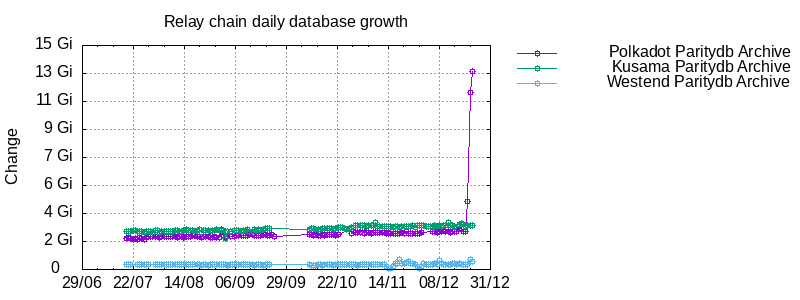 Relay chain daily database growth
Polkadot Paritydb Archive
Kusama Paritydb Archive
Westend Paritydb Archive
Change
15 Gi
13 Gi
11 Gi
9 Gi
7 Gi
6 Gi
4 Gi
2 Gi
0
29/06 22/07 14/08 06/09 29/09 22/10 14/11 08/12 31/12